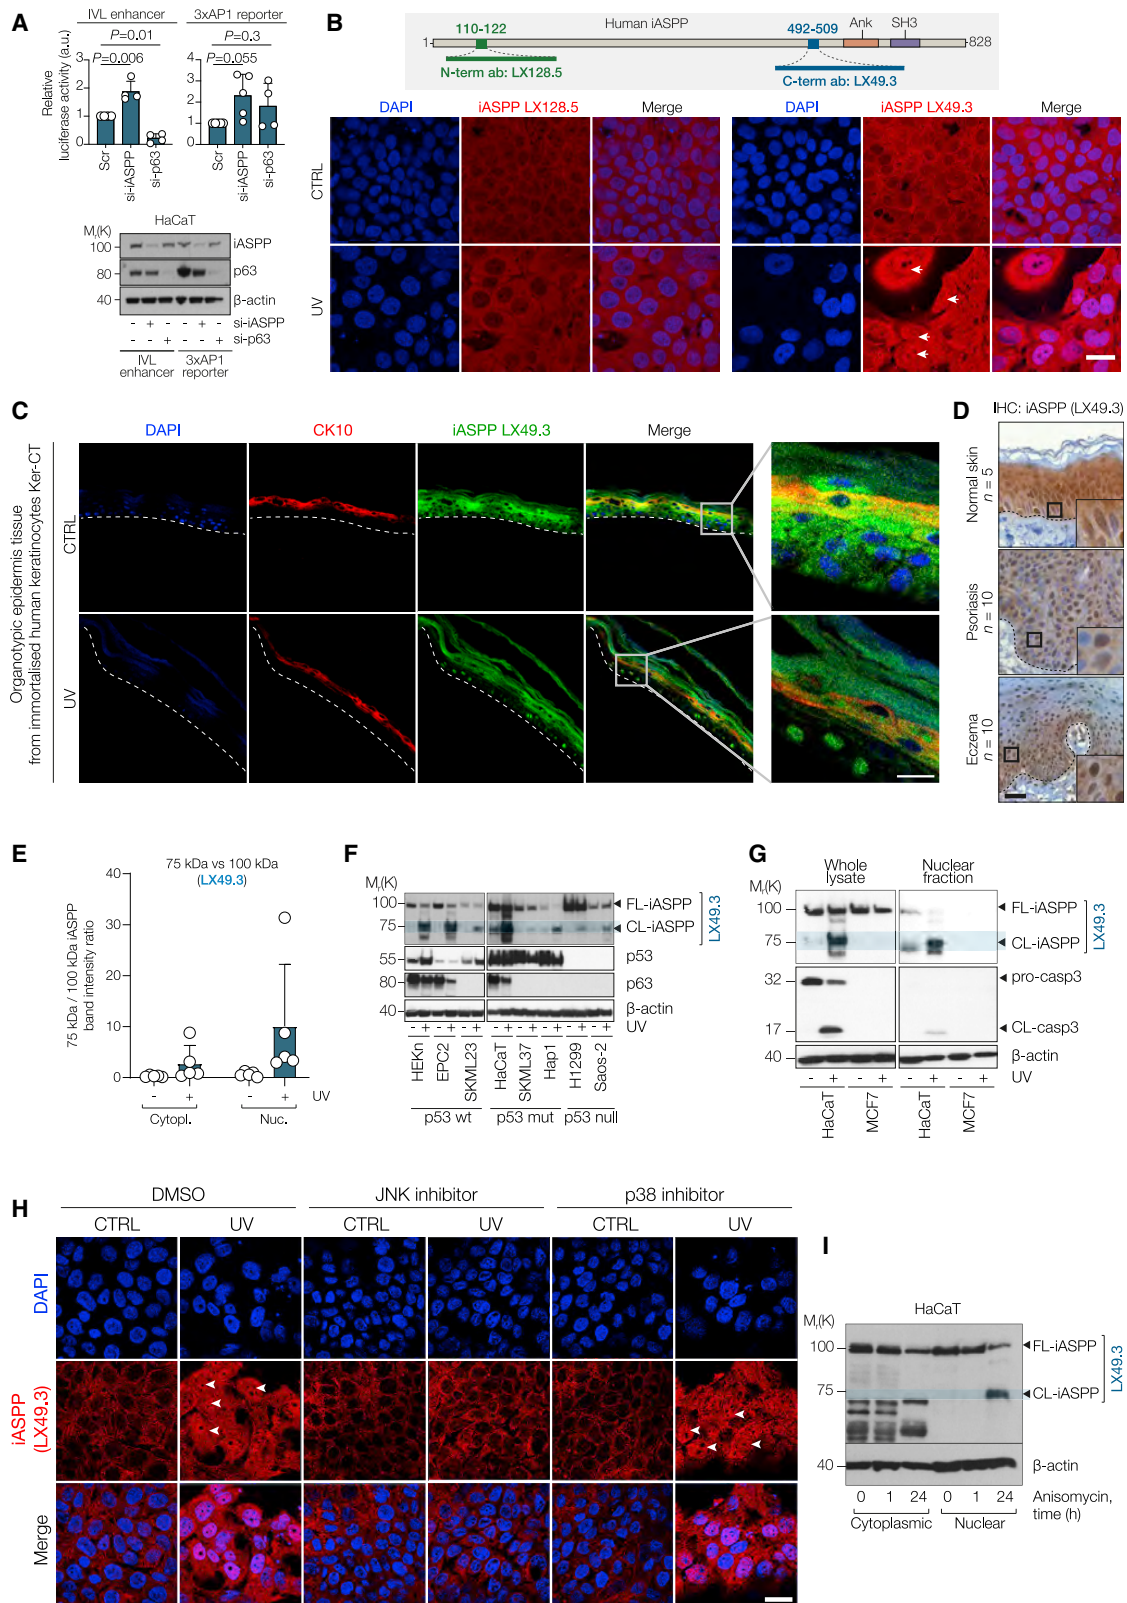 A
IVL enhancer
3xAP1 reporter
P=0.01
P=0.006
P=0.3
P=0.055
Relative
luciferase activity (a.u.)
3
2
1
0
4
3
2
1
0
Scr
si-iASPP
si-p63
Scr
si-iASPP
si-p63
HaCaT
Mr(K)
100
iASPP
80
p63
40
β-actin
- + - - + - si-iASPP
- - + - - + si-p63
IVL
enhancer
3xAP1
reporter
B
Human iASPP
110-122
492-509
Ank
SH3
1
828
N-term ab: LX128.5
C-term ab: LX49.3
DAPI
iASPP LX128.5
Merge
DAPI
iASPP LX49.3
Merge
CTRL
UV
C
DAPI
CK10
iASPP LX49.3
Merge
Organotypic epidermis tissue
from immortalised human keratinocytes Ker-CT
CTRL
UV
D
IHC: iASPP (LX49.3)
Normal skin
n = 5
Psoriasis
n = 10
Eczema
n = 10
E
75 kDa vs 100 kDa
(LX49.3)
75 kDa / 100 kDa iASPP
band intensity ratio
40
30
20
10
0
- + - + UV
Cytopl.
Nuc.
F
Mr(K)
100
FL-iASPP
75
CL-iASPP
LX49.3
55
p53
80
p63
40
β-actin
- + - + - + - + - + - + - + - + UV
HEKn
EPC2
SKML23
HaCaT
SKML37
Hap1
H1299
Saos-2
p53 wt
p53 mut
p53 null
G
Whole
lysate
Nuclear
fraction
Mr(K)
100
FL-iASPP
75
CL-iASPP
LX49.3
32
pro-casp3
17
CL-casp3
40
β-actin
- + - + - + - + UV
HaCaT
MCF7
HaCaT
MCF7
H
DMSO
JNK inhibitor
p38 inhibitor
CTRL
UV
CTRL
UV
CTRL
UV
DAPI
iASPP
(LX49.3)
Merge
I
HaCaT
Mr(K)
100
FL-iASPP
75
CL-iASPP
LX49.3
40
β-actin
0 1 24 0 1 24 Anisomycin,
time (h)
Cytoplasmic
Nuclear